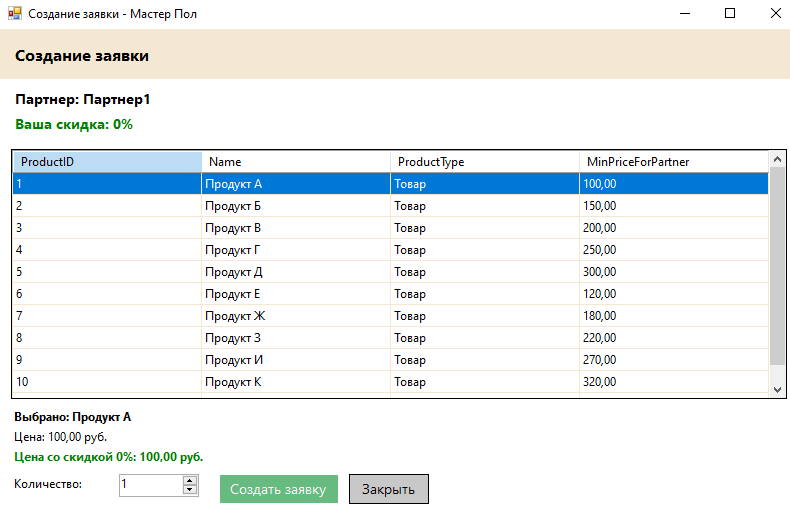 Создание заявки - Мастер Пол
Создание заявки
Партнер: Партнер1
Ваша скидка: 0%
ProductID Name ProductType MinPriceForPartner
1 Продукт А Товар 100,00
2 Продукт Б Товар 150,00
3 Продукт В Товар 200,00
4 Продукт Г Товар 250,00
5 Продукт Д Товар 300,00
6 Продукт Е Товар 120,00
7 Продукт Ж Товар 180,00
8 Продукт З Товар 220,00
9 Продукт И Товар 270,00
10 Продукт К Товар 320,00
Выбрано: Продукт А
Цена: 100,00 руб.
Цена со скидкой 0%: 100,00 руб.
Количество: 1 Создать заявку Закрыть